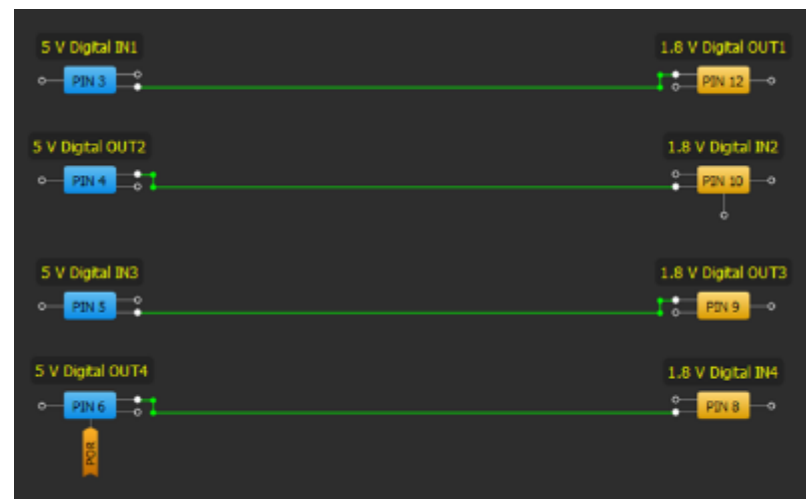 5 V Digital IN1
1.8 V Digital OUT1
PIN 3
PIN 12
5 V Digital OUT2
1.8 V Digital IN2
PIN 4
PIN 10
5 V Digital IN3
1.8 V Digital OUT3
PIN 5
PIN 9
5 V Digital OUT4
1.8 V Digital IN4
PIN 6
PIN 8
POR